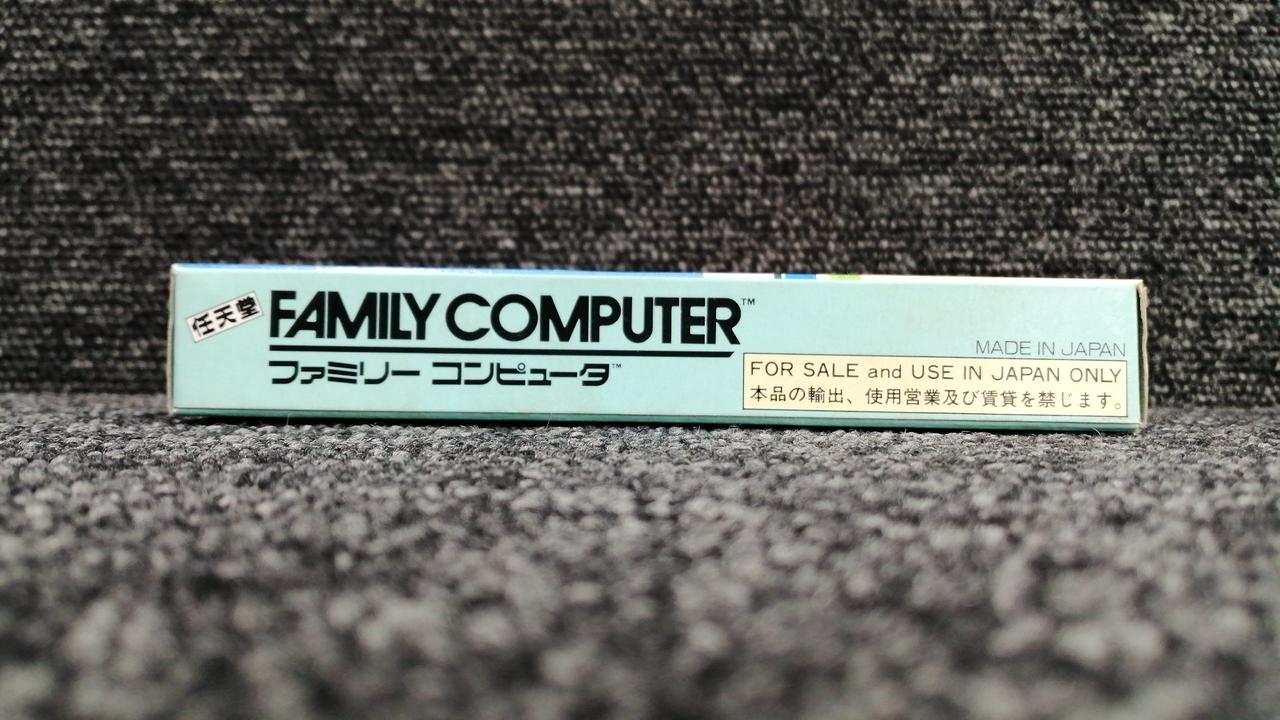 任天堂
FAMILY COMPUTER™
ファミリー コンピュータ™
MADE IN JAPAN
FOR SALE and USE IN JAPAN ONLY
本品の輸出、使用営業及び賃貸を禁じます。